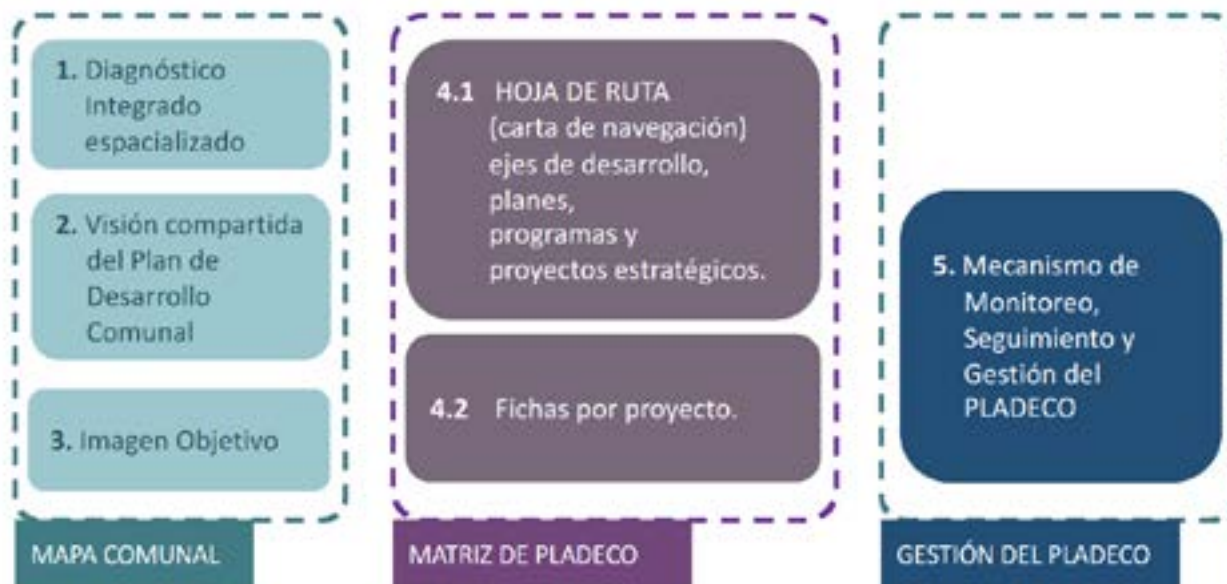 1. Diagnóstico
Integrado
espacializado
2. Visión compartida
del Plan de
Desarrollo
Comunal
3. Imagen Objetivo
MAPA COMUNAL
4.1 HOJA DE RUTA
(carta de navegación)
ejes de desarrollo,
planes,
programas y
proyectos estratégicos.
4.2 Fichas por proyecto.
MATRIZ DE PLADECO
5. Mecanismo de
Monitoreo,
Seguimiento y
Gestión del
PLADECO
GESTIÓN DEL PLADECO